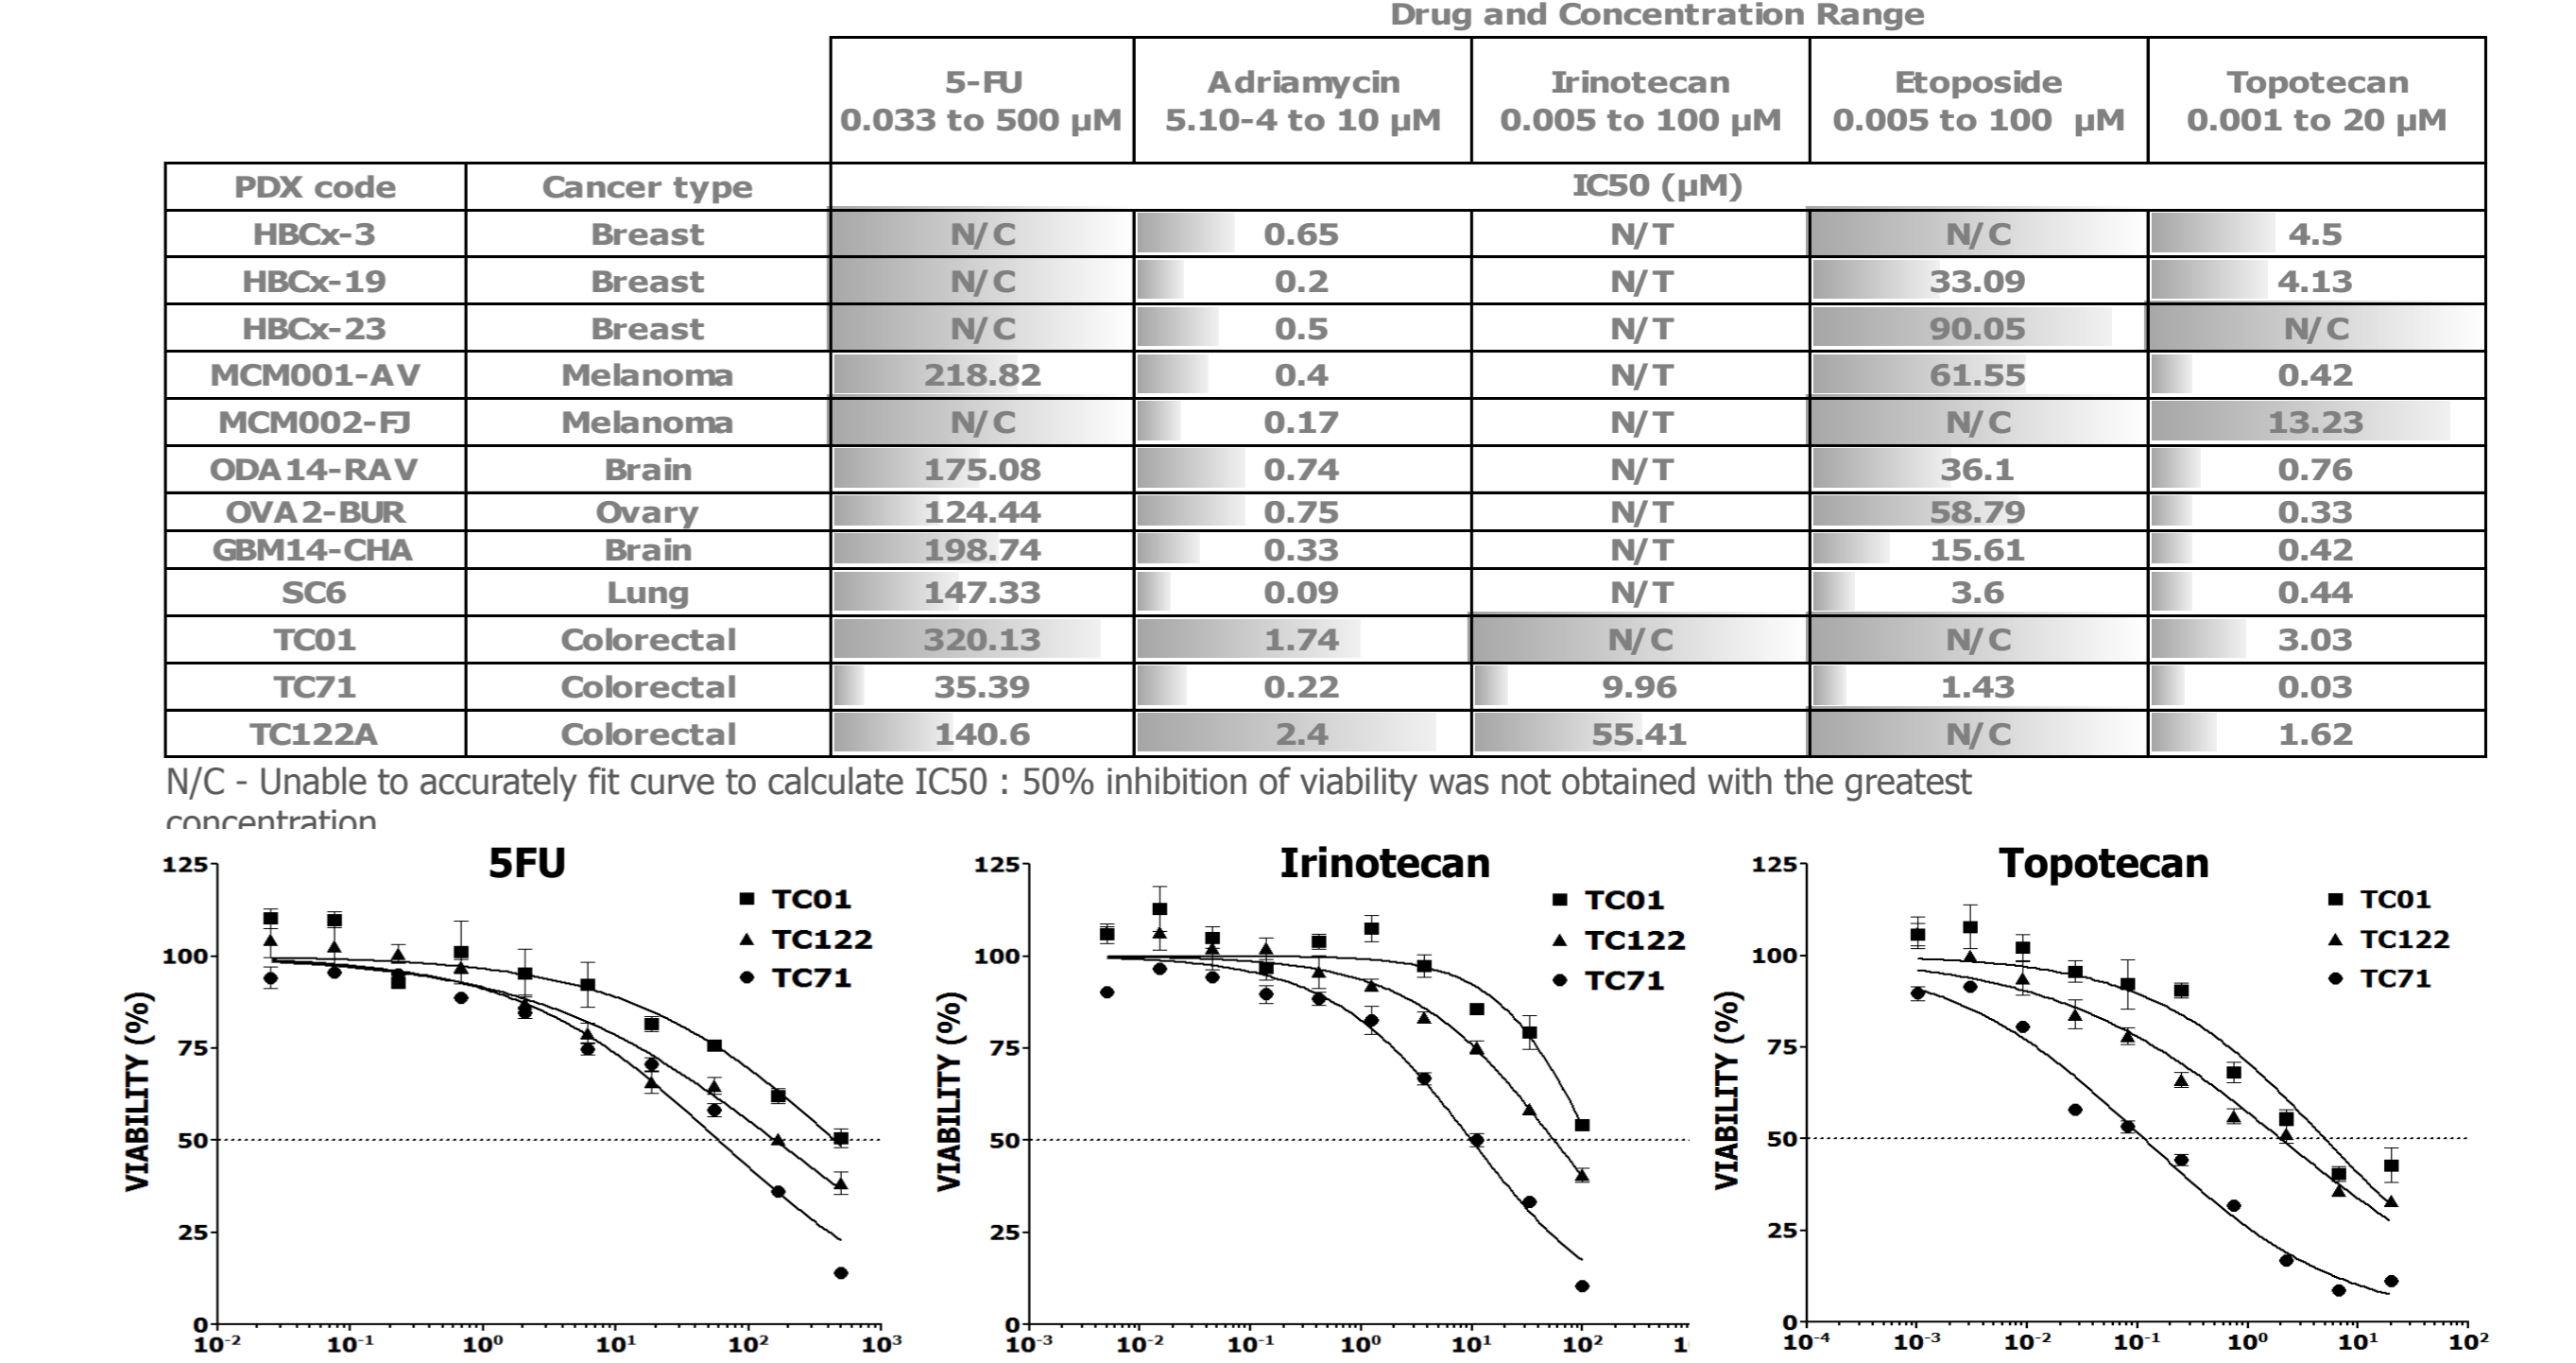 Drug and Concentration Range
5-FU Adriamycin Irinotecan Etoposide Topotecan
0.033 to 500 µM 5.10-4 to 10 µM 0.005 to 100 µM 0.005 to 100 µM 0.001 to 20 µM
PDX code Cancer type IC50 (µM)
HBCx-3 Breast N/C 0.65 N/T N/C 4.5
HBCx-19 Breast N/C 0.2 N/T 33.09 4.13
HBCx-23 Breast N/C 0.5 N/T 90.05 N/C
MCM001-AV Melanoma 218.82 0.4 N/T 61.55 0.42
MCM002-FJ Melanoma N/C 0.17 N/T N/C 13.23
ODA14-RAV Brain 175.08 0.74 N/T 36.1 0.76
OVA2-BUR Ovary 124.44 0.75 N/T 58.79 0.33
GBM14-CHA Brain 198.74 0.33 N/T 15.61 0.42
SC6 Lung 147.33 0.09 N/T 3.6 0.44
TC01 Colorectal 320.13 1.74 N/C N/C 3.03
TC71 Colorectal 35.39 0.22 9.96 1.43 0.03
TC122A Colorectal 140.6 2.4 55.41 N/C 1.62
N/C - Unable to accurately fit curve to calculate IC50 : 50% inhibition of viability was not obtained with the greatest
concentration
5FU
TC01
TC122
TC71
VIABILITY (%)
125
100
75
50
25
0
10-2 10-1 100 101 102 103
Irinotecan
TC01
TC122
TC71
VIABILITY (%)
125
100
75
50
25
0
10-3 10-2 10-1 100 101 102
Topotecan
TC01
TC122
TC71
VIABILITY (%)
125
100
75
50
25
0
10-4 10-3 10-2 10-1 100 101 102